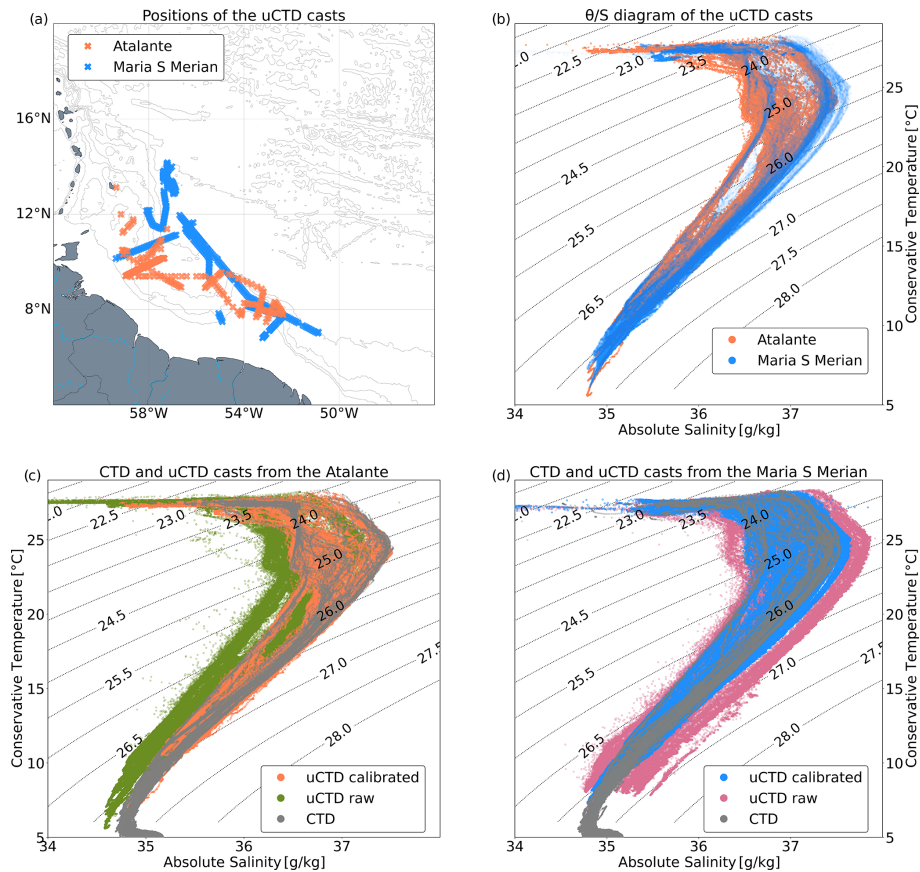 (a)
Positions of the uCTD casts
Atalante
Maria S Merian
16°N
12°N
8°N
58°W
54°W
50°W
(b)
θ/S diagram of the uCTD casts
.0
22.5
23.0
23.5
24.0
25.0
24.5
26.0
25.5
27.0
27.5
26.5
28.0
Atalante
Maria S Merian
25
20
15
10
5
Conservative Temperature [°C]
34
35
36
37
Absolute Salinity [g/kg]
(c)
CTD and uCTD casts from the Atalante
.0
22.5
23.0
23.5
24.0
25.0
24.5
26.0
25.5
27.0
27.5
26.5
28.0
uCTD calibrated
uCTD raw
CTD
25
20
15
10
5
Conservative Temperature [°C]
34
35
36
37
Absolute Salinity [g/kg]
(d)
CTD and uCTD casts from the Maria S Merian
.0
22.5
23.0
23.5
24.0
25.0
24.5
26.0
25.5
27.0
26.5
28.0
uCTD calibrated
uCTD raw
CTD
25
20
15
10
5
Conservative Temperature [°C]
34
35
36
37
Absolute Salinity [g/kg]